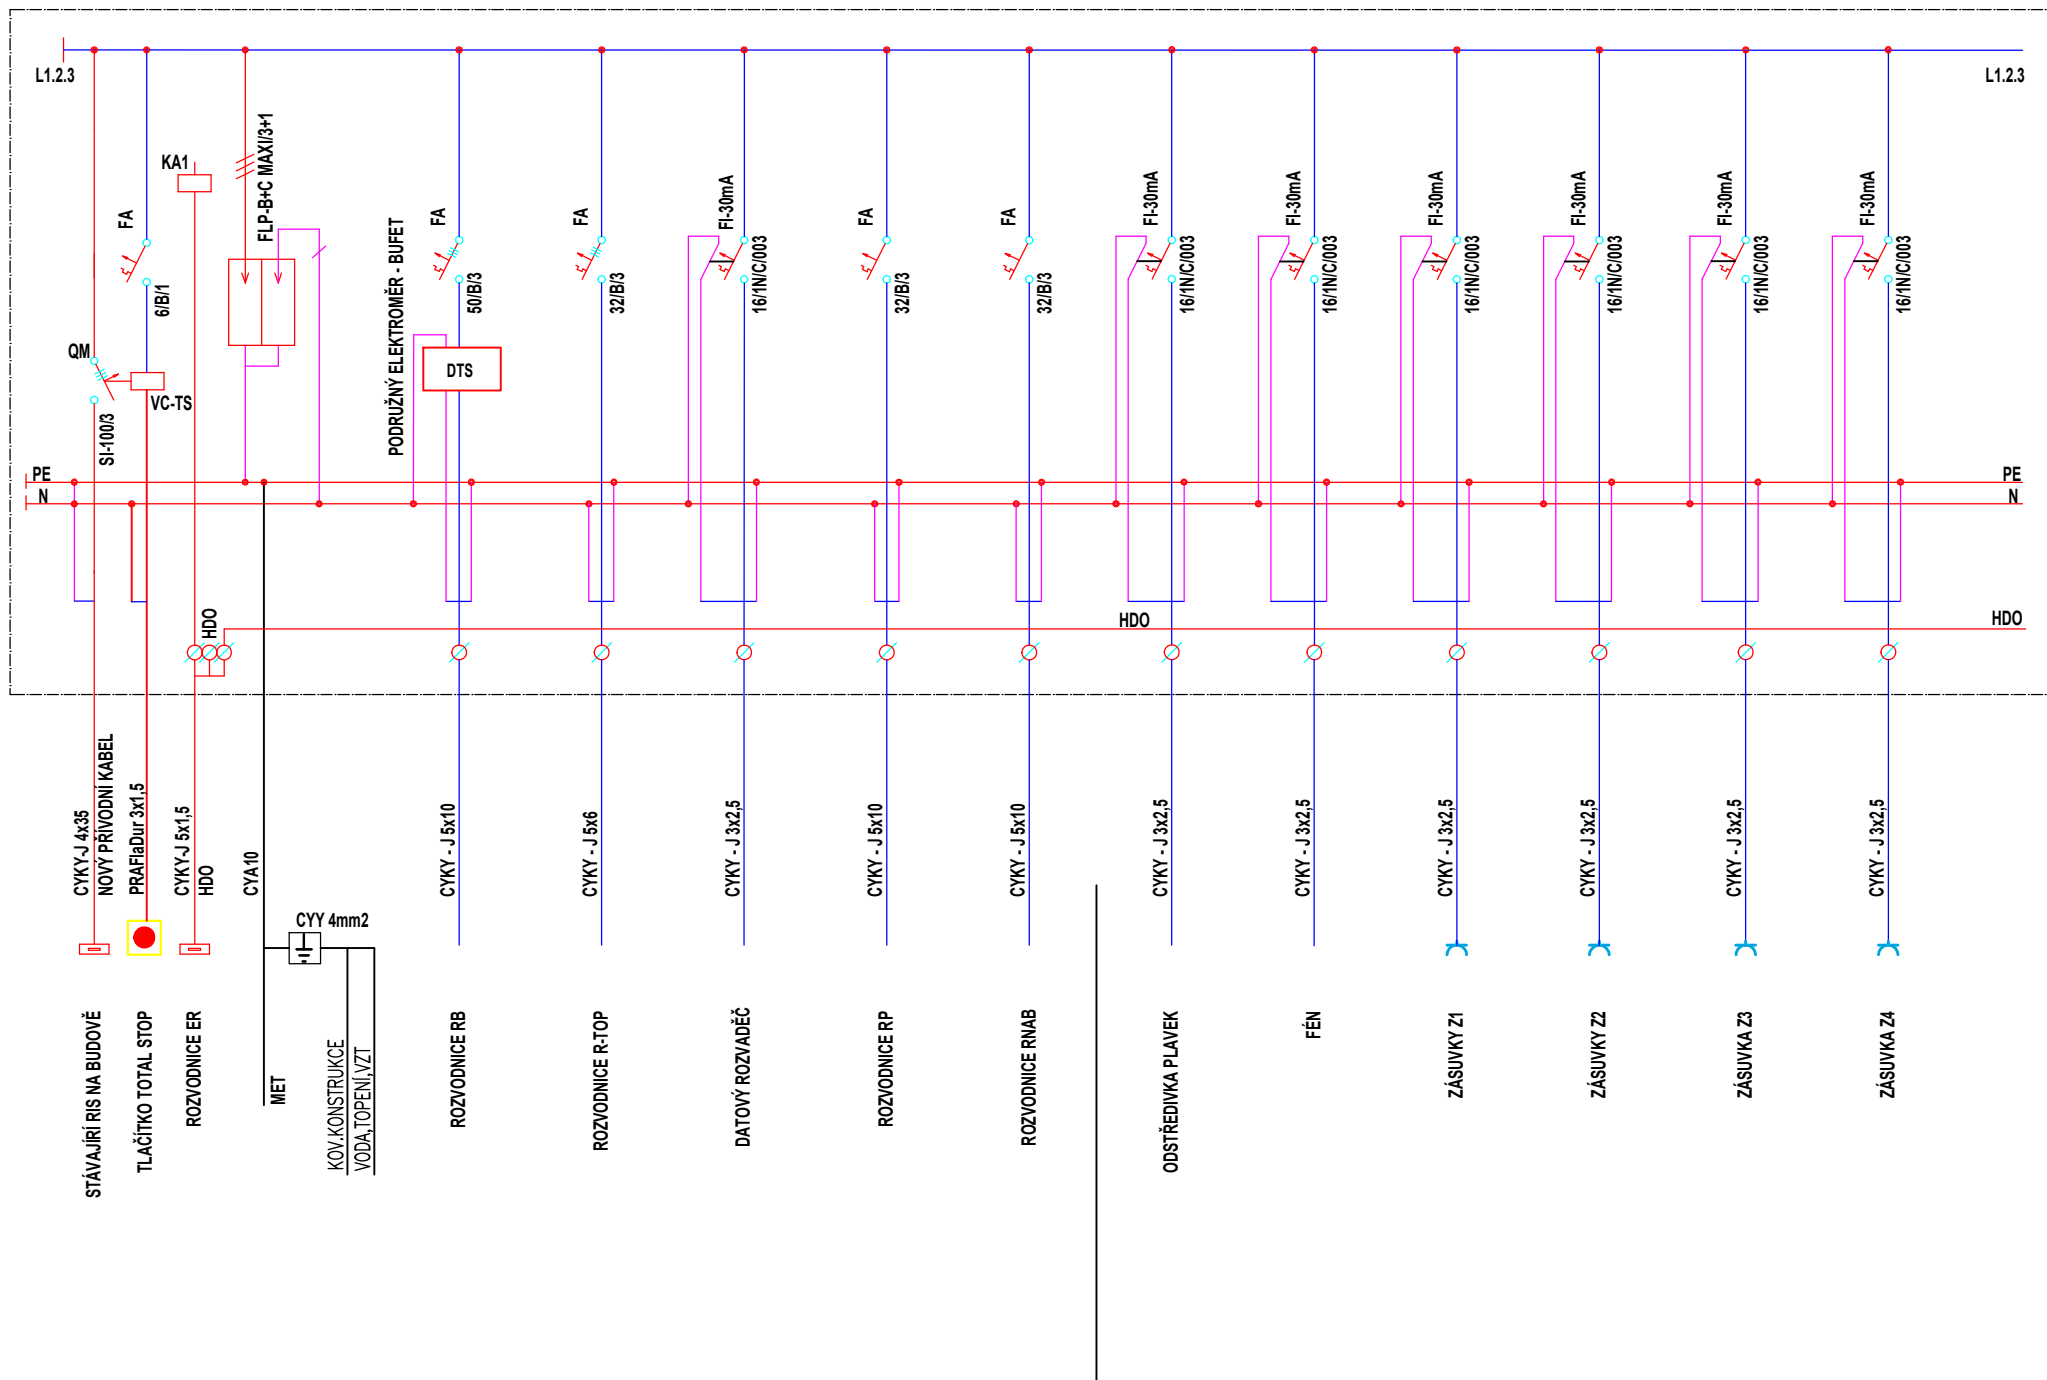 L1.2.3
L1.2.3
KA1
FA
6/B/1
QM
SI-100/3
VC-TS
FLP-B+C MAXI/3+1
PODRUŽNÝ ELEKTROMĚR - BUFET
FA
50/B/3
DTS
FA
32/B/3
FI-30mA
16/1N/C/003
FA
32/B/3
FA
32/B/3
FI-30mA
16/1N/C/003
FI-30mA
16/1N/C/003
FI-30mA
16/1N/C/003
FI-30mA
16/1N/C/003
FI-30mA
16/1N/C/003
FI-30mA
16/1N/C/003
PE
N
PE
N
HDO
HDO
HDO
CYKY-J 4x35
NOVÝ PŘÍVODNÍ KABEL
PRAFlaDur 3x1,5
CYKY-J 5x1,5
HDO
CYA10
CYY 4mm2
CYKY - J 5x10
CYKY - J 5x6
CYKY - J 3x2,5
CYKY - J 5x10
CYKY - J 5x10
CYKY - J 3x2,5
CYKY - J 3x2,5
CYKY - J 3x2,5
CYKY - J 3x2,5
CYKY - J 3x2,5
CYKY - J 3x2,5
STÁVAJÍRÍ RIS NA BUDOVĚ
TLAČÍTKO TOTAL STOP
ROZVODNICE ER
MET
KOV.KONSTRUKCE
VODA,TOPENÍ,VZT
ROZVODNICE RB
ROZVODNICE R-TOP
DATOVÝ ROZVADĚČ
ROZVODNICE RP
ROZVODNICE RNAB
ODSTŘEDIVKA PLAVEK
FÉN
ZÁSUVKY Z1
ZÁSUVKY Z2
ZÁSUVKA Z3
ZÁSUVKA Z4